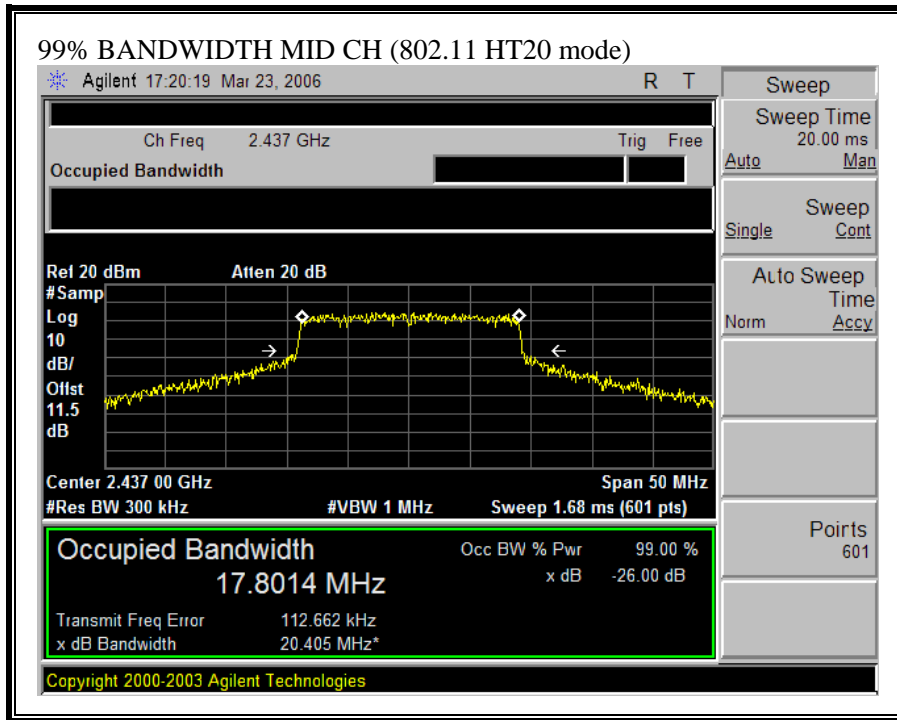 99% BANDWIDTH MID CH (802.11 HT20 mode)
Agilent 17:20:19 Mar 23, 2006 R T
Ch Freq 2.437 GHz Trig Free
Occupied Bandwidth
Ref 20 dBm Atten 20 dB
#Samp
Log
10
dB/
Offst
11.5
dB
Center 2.437 00 GHz Span 50 MHz
#Res BW 300 kHz #VBW 1 MHz Sweep 1.68 ms (601 pts)
Occupied Bandwidth Occ BW % Pwr 99.00 %
17.8014 MHz x dB -26.00 dB
Transmit Freq Error 112.662 kHz
x dB Bandwidth 20.405 MHz*
Copyright 2000-2003 Agilent Technologies
Sweep
Sweep Time
20.00 ms
Auto Man
Sweep
Single Cont
Auto Sweep
Time
Norm Accy
Points
601